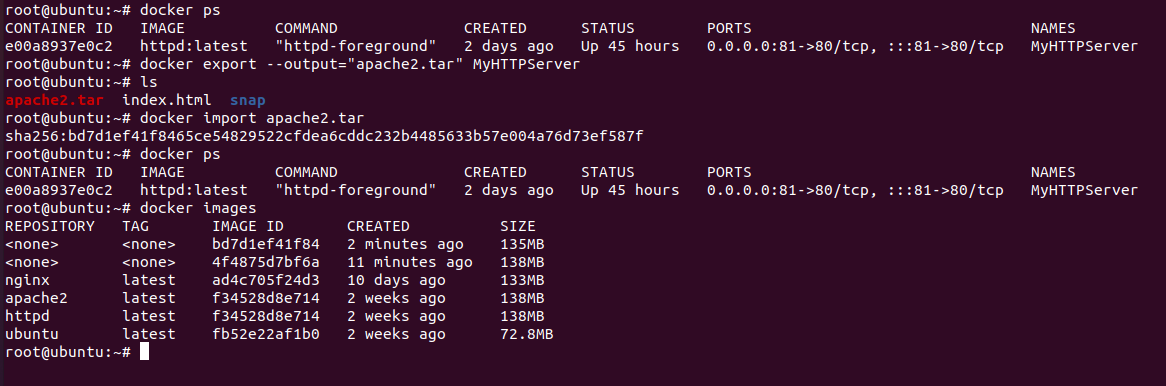 root@ubuntu:~# docker ps
CONTAINER ID   IMAGE          COMMAND              CREATED      STATUS        PORTS                               NAMES
e00a8937e0c2   httpd:latest   "httpd-foreground"   2 days ago   Up 45 hours   0.0.0.0:81->80/tcp, :::81->80/tcp   MyHTTPServer
root@ubuntu:~# docker export --output="apache2.tar" MyHTTPServer
root@ubuntu:~# ls
apache2.tar  index.html  snap
root@ubuntu:~# docker import apache2.tar
sha256:bd7d1ef41f8465ce54829522cfdea6cddc232b4485633b57e004a76d73ef587f
root@ubuntu:~# docker ps
CONTAINER ID   IMAGE          COMMAND              CREATED      STATUS        PORTS                               NAMES
e00a8937e0c2   httpd:latest   "httpd-foreground"   2 days ago   Up 45 hours   0.0.0.0:81->80/tcp, :::81->80/tcp   MyHTTPServer
root@ubuntu:~# docker images
REPOSITORY   TAG       IMAGE ID       CREATED          SIZE
<none>       <none>    bd7d1ef41f84   2 minutes ago    135MB
<none>       <none>    4f4875d7bf6a   11 minutes ago   138MB
nginx        latest    ad4c705f24d3   10 days ago      133MB
apache2      latest    f34528d8e714   2 weeks ago      138MB
httpd        latest    f34528d8e714   2 weeks ago      138MB
ubuntu       latest    fb52e22af1b0   2 weeks ago      72.8MB
root@ubuntu:~#